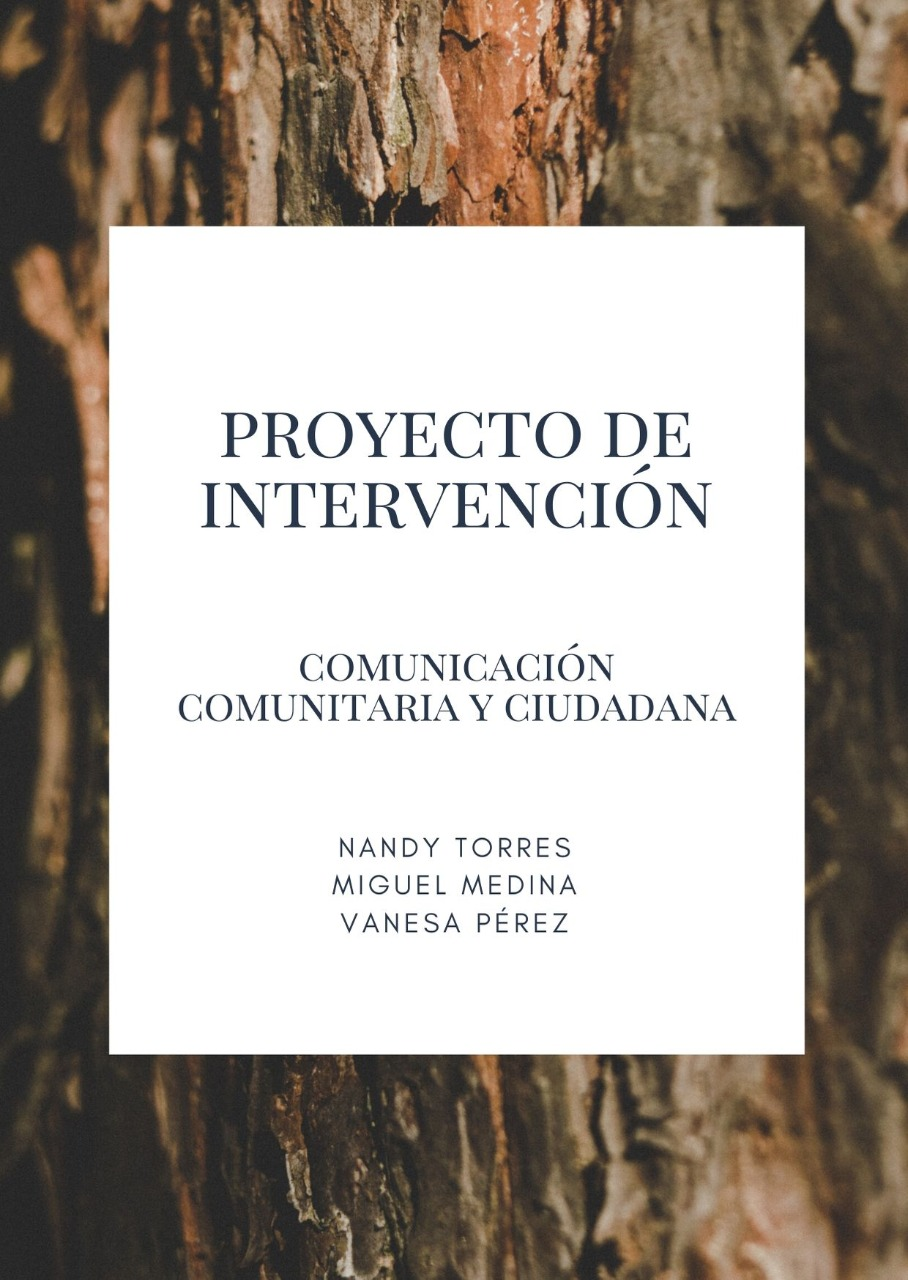 PROYECTO DE
INTERVENCIÓN
COMUNICACIÓN
COMUNITARIA Y CIUDADANA
NANDY TORRES
MIGUEL MEDINA
VANESA PÉREZ